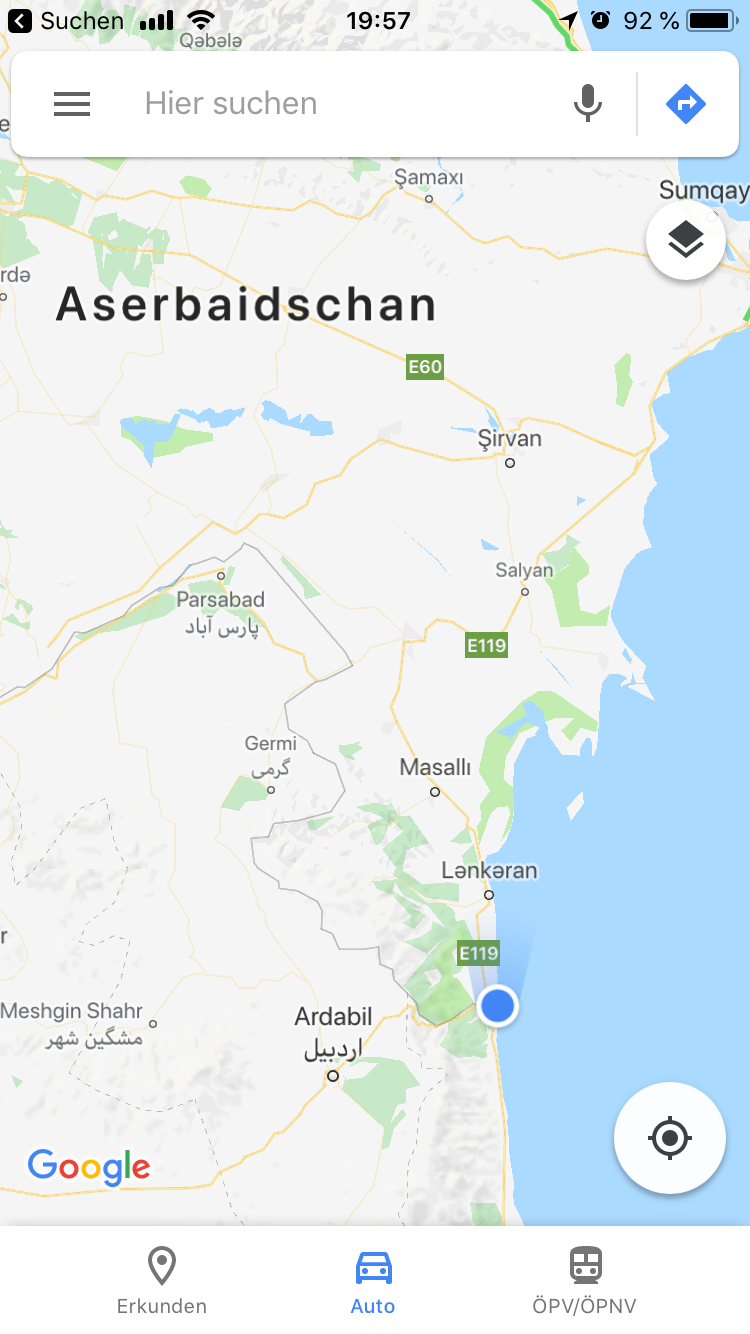 Suchen
19:57
92 %
Qəbələ
Hier suchen
Şamaxı
Sumqay
rdə
Aserbaidschan
E60
Şirvan
Salyan
Parsabad
پارس آباد
E119
Germi
گرمی
Masallı
Lənkəran
r
E119
Meshgin Shahr
مشگین شهر
Ardabil
اردبیل
Google
Erkunden
Auto
ÖPV/ÖPNV